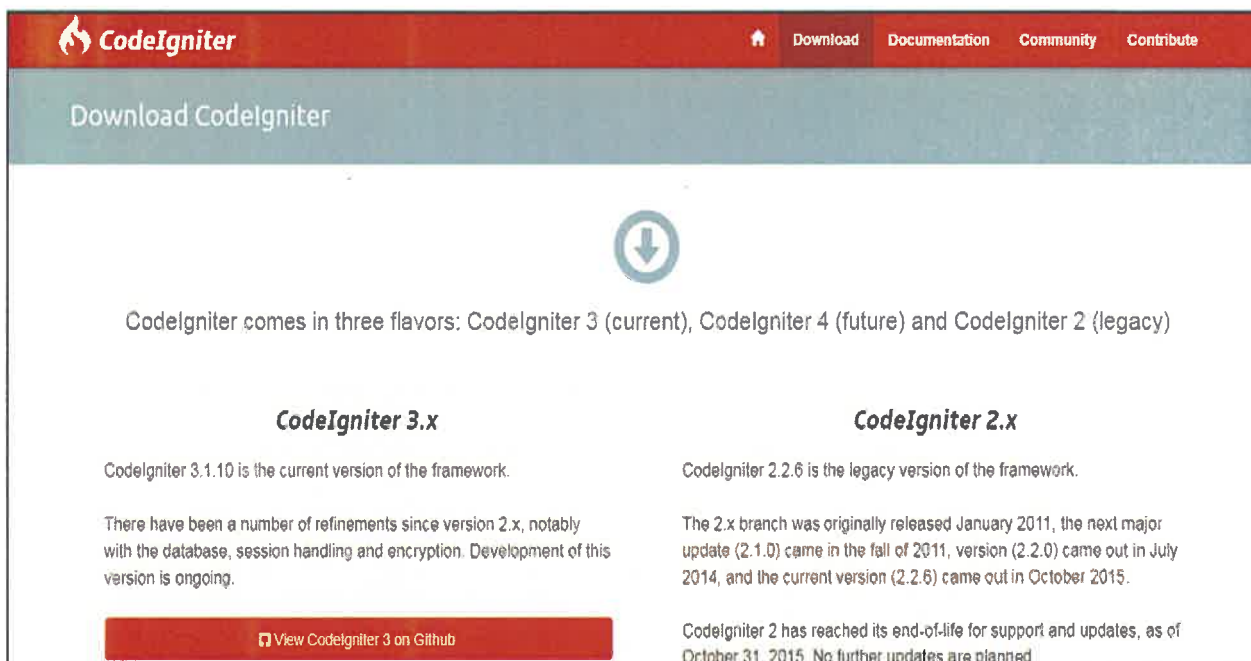 CodeIgniter
Download
Documentation
Community
Contribute
Download CodeIgniter
CodeIgniter comes in three flavors: CodeIgniter 3 (current), CodeIgniter 4 (future) and CodeIgniter 2 (legacy)
CodeIgniter 3.x
CodeIgniter 3.1.10 is the current version of the framework.
There have been a number of refinements since version 2.x, notably
with the database, session handling and encryption. Development of this
version is ongoing.
View CodeIgniter 3 on Github
CodeIgniter 2.x
CodeIgniter 2.2.6 is the legacy version of the framework.
The 2.x branch was originally released January 2011, the next major
update (2.1.0) came in the fall of 2011, version (2.2.0) came out in July
2014, and the current version (2.2.6) came out in October 2015.
CodeIgniter 2 has reached its end-of-life for support and updates, as of
October 31, 2015. No further updates are planned